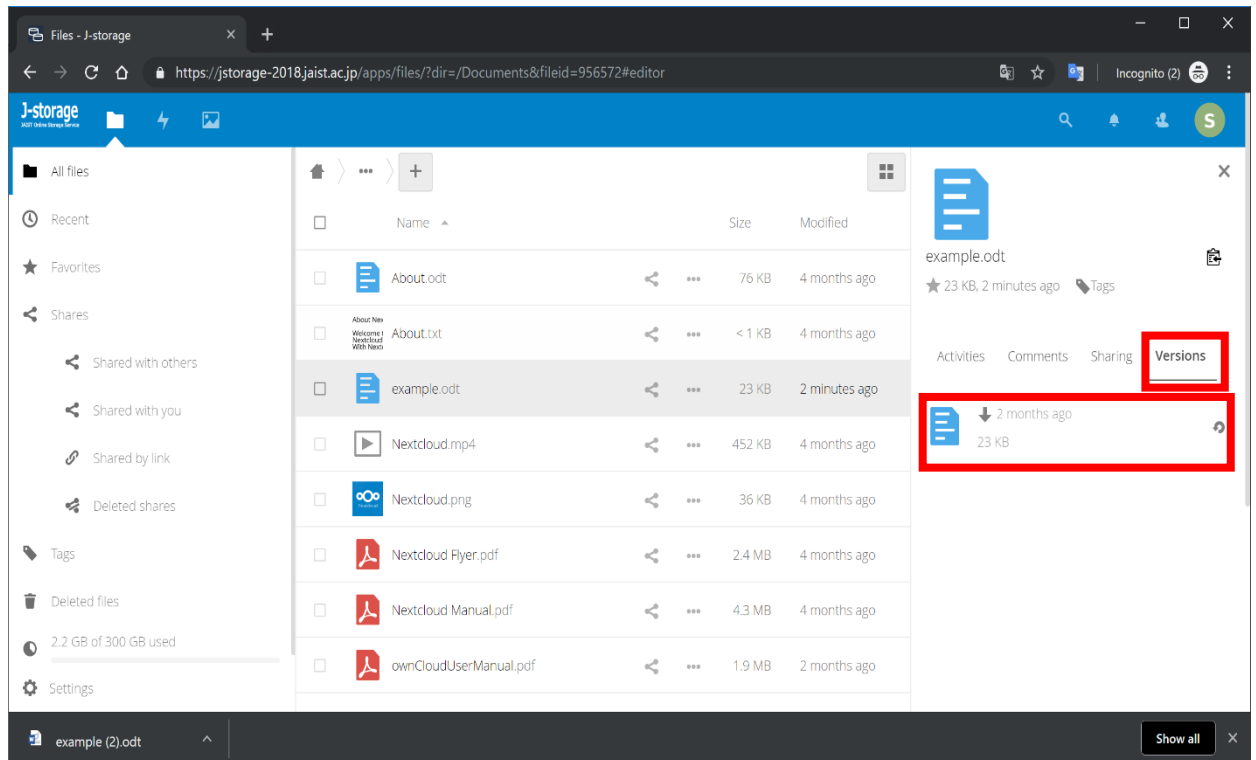 Files - J-storage
https://jstorage-2018.jaist.ac.jp/apps/files/?dir=/Documents&fileid=956572#editor
Incognito (2)
J-storage
JAIST Online Storage Service
S
All files
Recent
Favorites
Shares
Shared with others
Shared with you
Shared by link
Deleted shares
Tags
Deleted files
2.2 GB of 300 GB used
Settings
Name Size Modified
About.odt 76 KB 4 months ago
About.txt < 1 KB 4 months ago
example.odt 23 KB 2 minutes ago
Nextcloud.mp4 452 KB 4 months ago
Nextcloud.png 36 KB 4 months ago
Nextcloud Flyer.pdf 2.4 MB 4 months ago
Nextcloud Manual.pdf 4.3 MB 4 months ago
ownCloudUserManual.pdf 1.9 MB 2 months ago
example.odt
23 KB, 2 minutes ago Tags
Activities Comments Sharing Versions
2 months ago
23 KB
example (2).odt
Show all